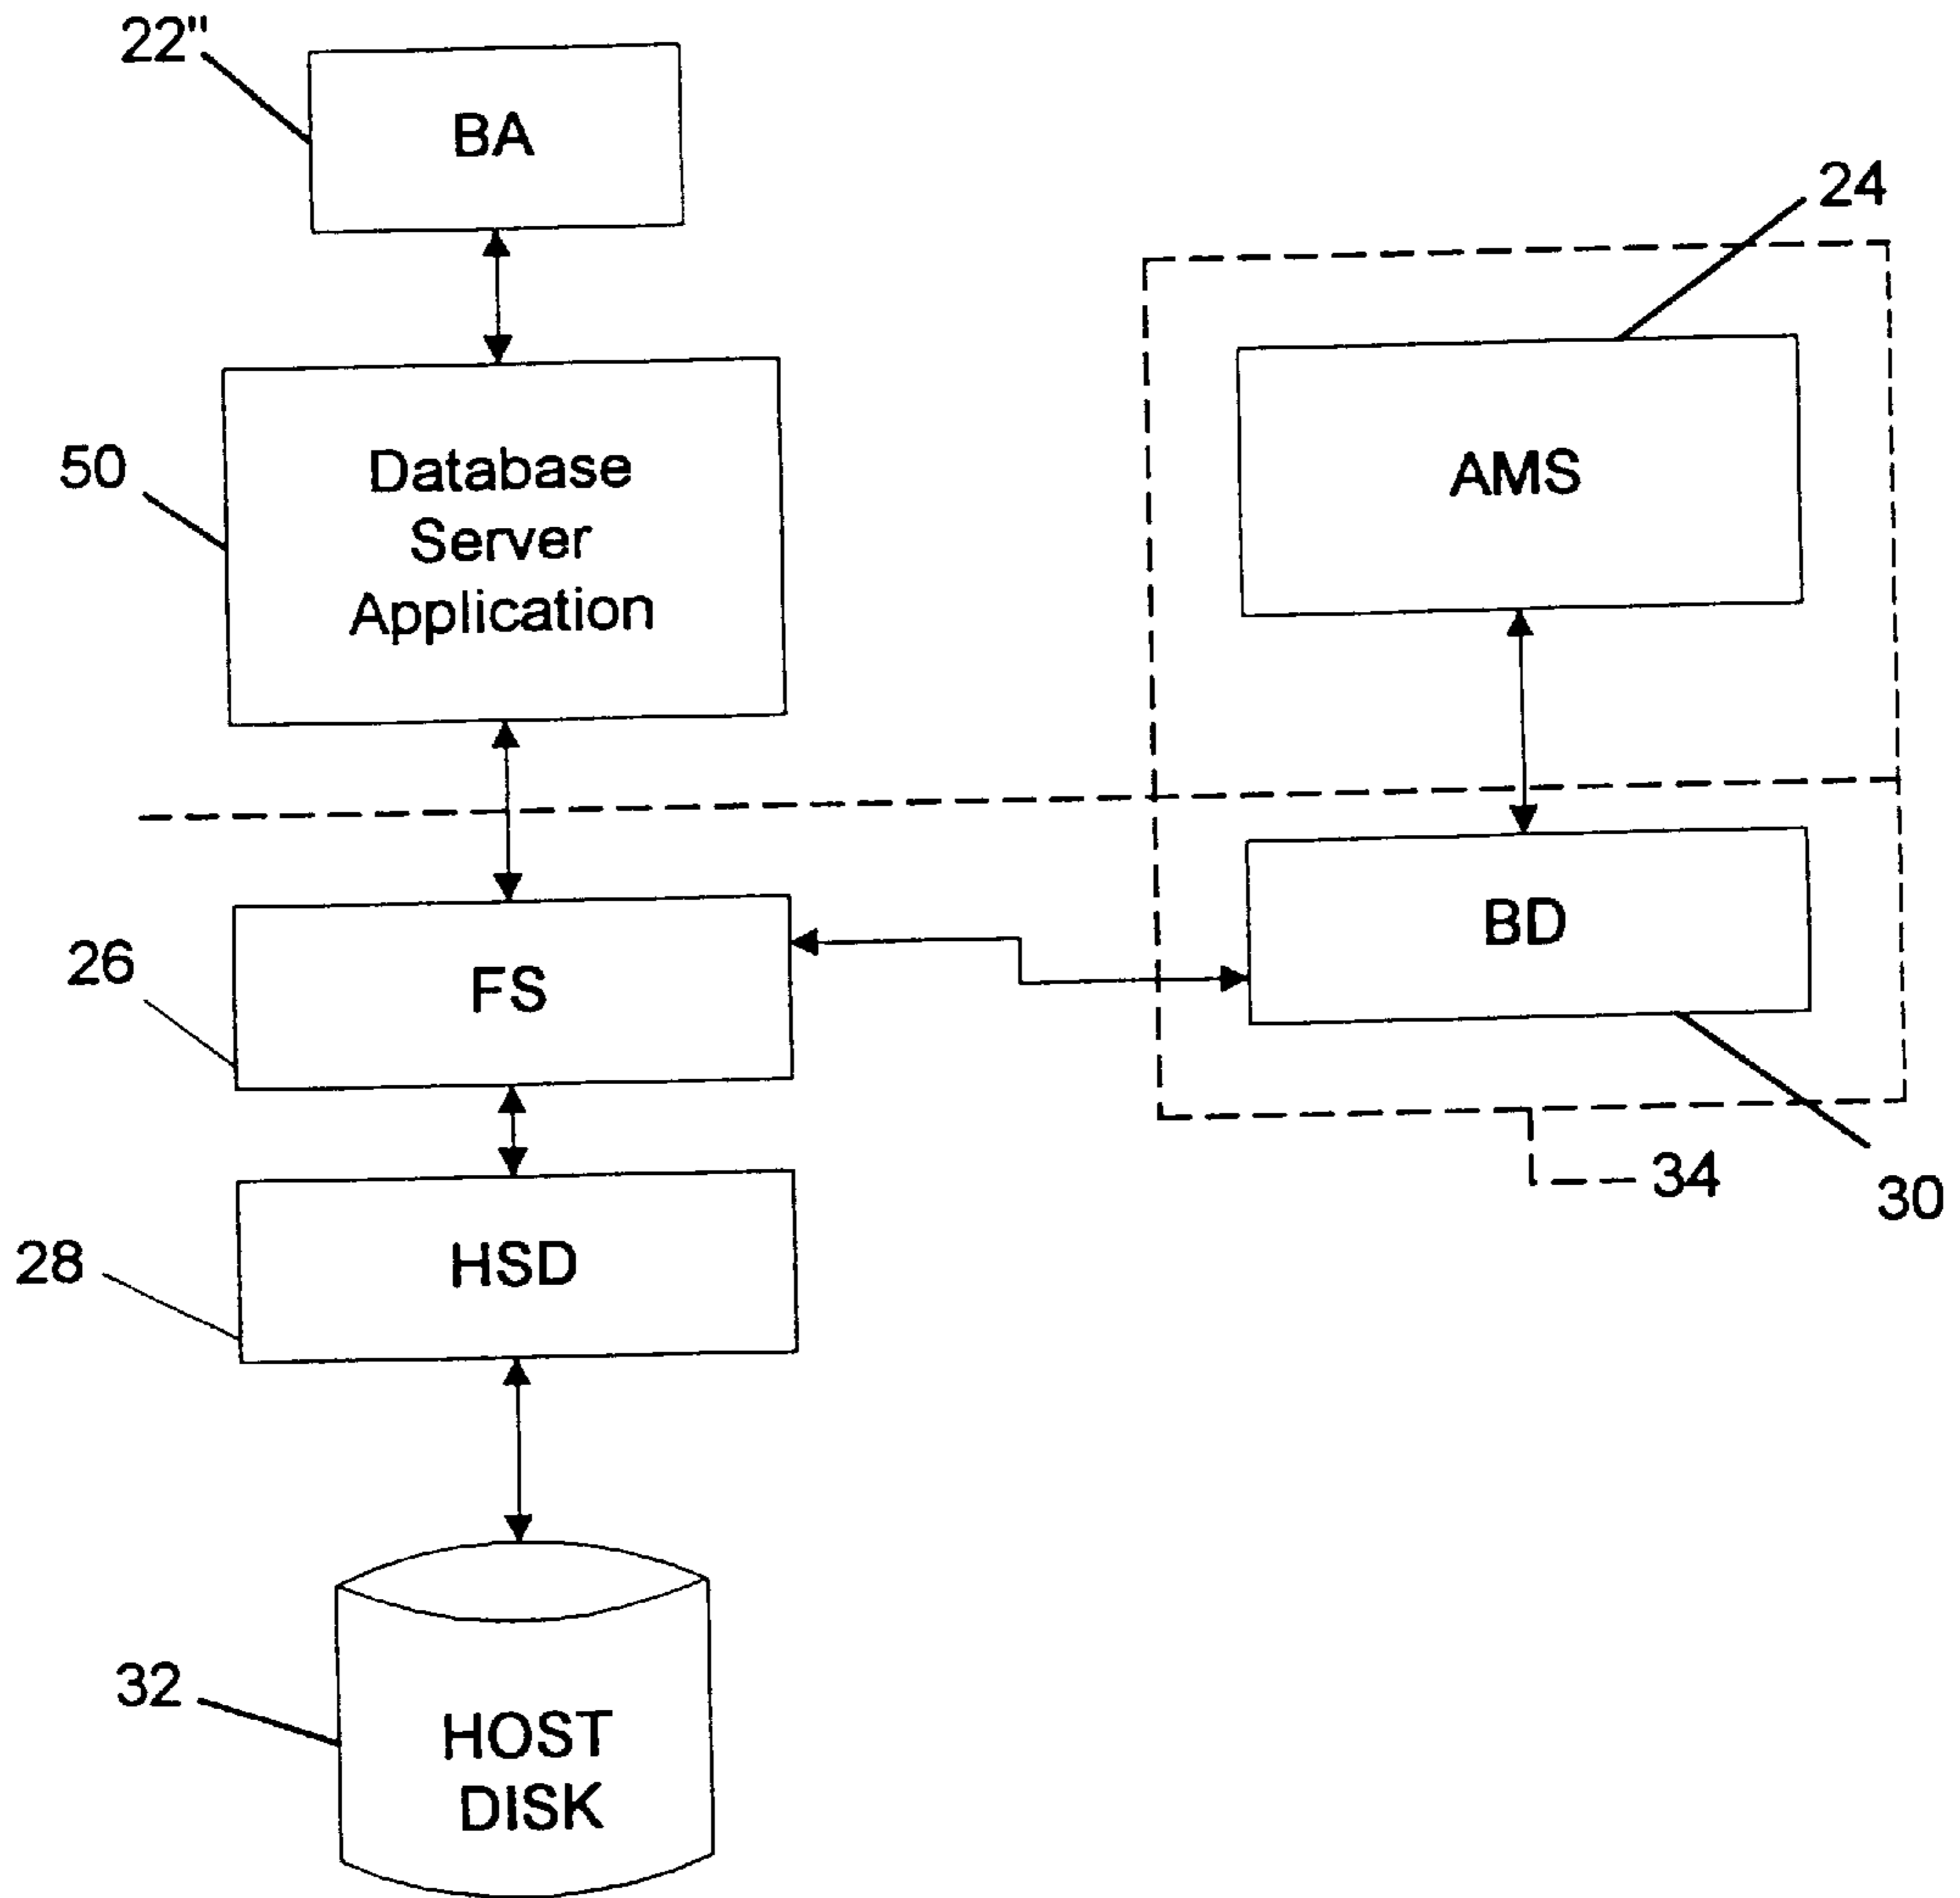 22"
BA
24
50
Database
Server
Application
AMS
26
FS
BD
28
HSD
34
30
32
HOST
DISK